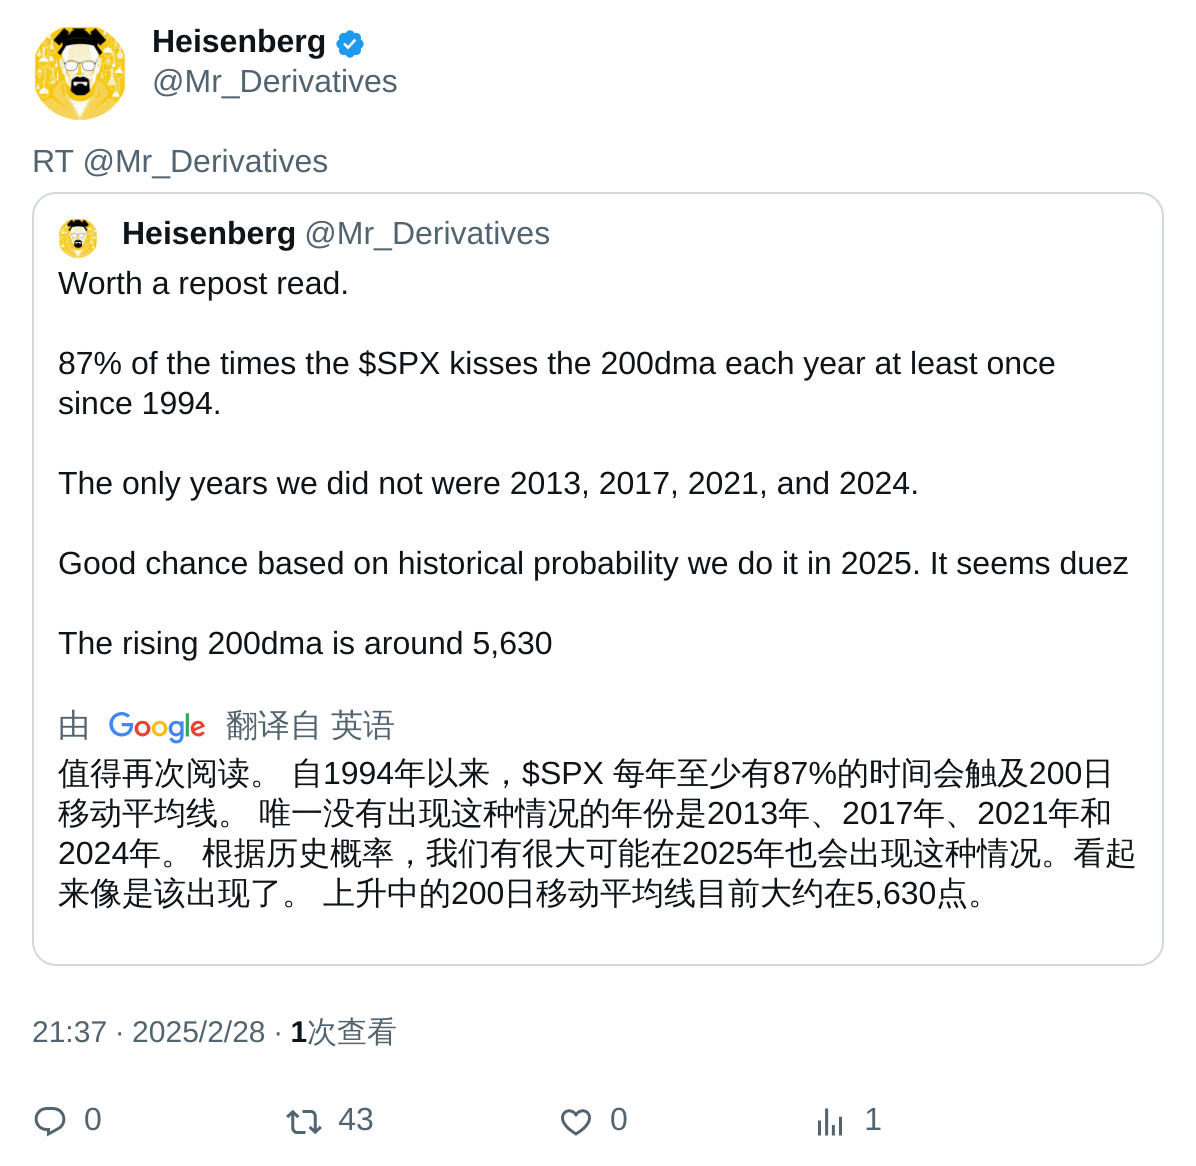 Heisenberg
@Mr_Derivatives
RT @Mr_Derivatives
Heisenberg @Mr_Derivatives
Worth a repost read.
87% of the times the $SPX kisses the 200dma each year at least once
since 1994.
The only years we did not were 2013, 2017, 2021, and 2024.
Good chance based on historical probability we do it in 2025. It seems duez
The rising 200dma is around 5,630
由 Google 翻译自 英语
值得再次阅读。 自1994年以来，$SPX 每年至少有87%的时间会触及200日
移动平均线。 唯一没有出现这种情况的年份是2013年、2017年、2021年和
2024年。 根据历史概率，我们有很大可能在2025年也会出现这种情况。看起
来像是该出现了。 上升中的200日移动平均线目前大约在5,630点。
21:37 · 2025/2/28 · 1次查看
0 43 0 1